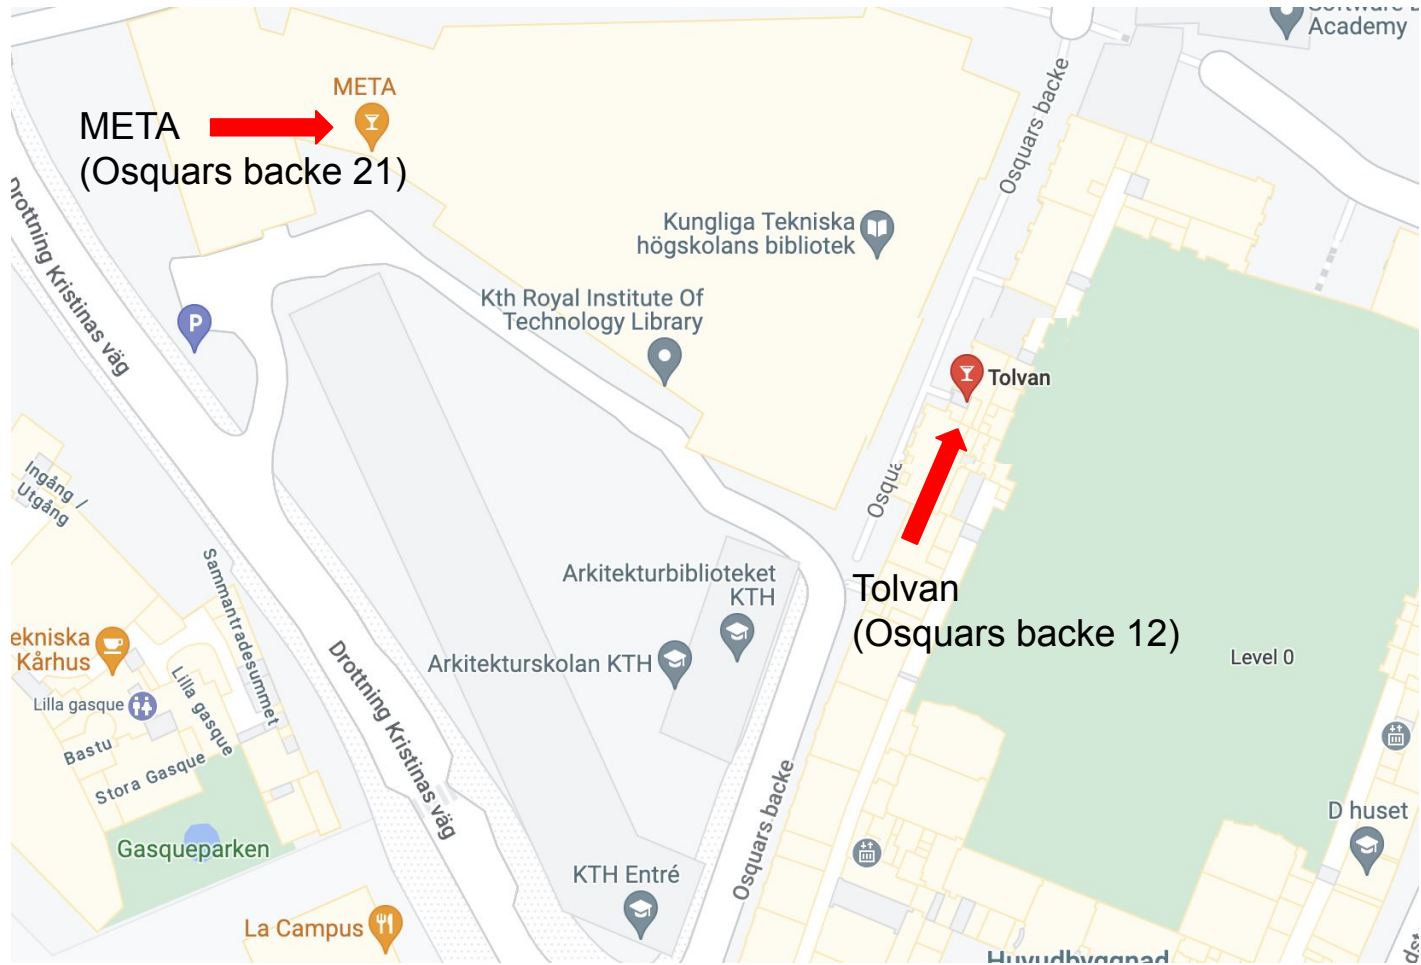 Academy
META
META
(Osquars backe 21)
Osquars backe
Drottning Kristinas väg
Kungliga Tekniska
högskolans bibliotek
Kth Royal Institute Of
Technology Library
P
Tolvan
Ingång /
Utgång
Osqua
Sammantradesummet
Arkitekturbiblioteket
KTH
Tolvan
(Osquars backe 12)
ekniska
Kårhus
Arkitekturskolan KTH
Level 0
Lilla gasque
Lilla gasque
Drottning Kristinas väg
Bastu
Stora Gasque
Osquars backe
D huset
Gasqueparken
KTH Entré
La Campus